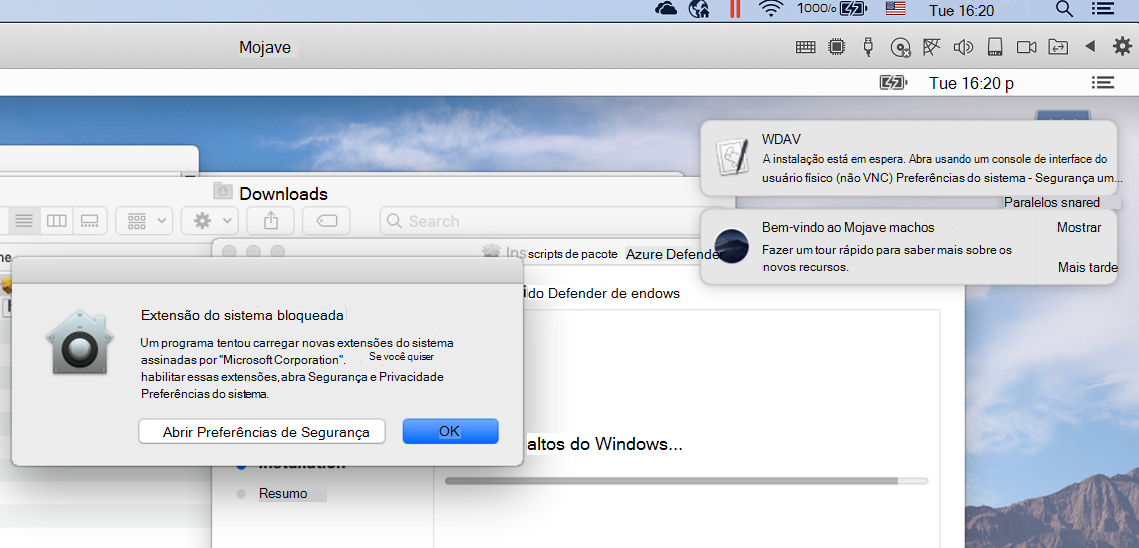 1000/o Tue 16:20
Mojave
Tue 16:20 p
WDAV
A instalação está em espera. Abra usando um console de interface do
usuário físico (não VNC) Preferências do sistema - Segurança um...
Paralelos snared
Downloads
Search
Bem-vindo ao Mojave machos Mostrar
Fazer um tour rápido para saber mais sobre os
novos recursos.
Mais tarde
Ins scripts de pacote Azure Defender
do Defender de endows
Extensão do sistema bloqueada
Um programa tentou carregar novas extensões do sistema
assinadas por "Microsoft Corporation". Se você quiser
habilitar essas extensões, abra Segurança e Privacidade
Preferências do sistema.
Abrir Preferências de Segurança OK
altos do Windows...
Installation
Resumo